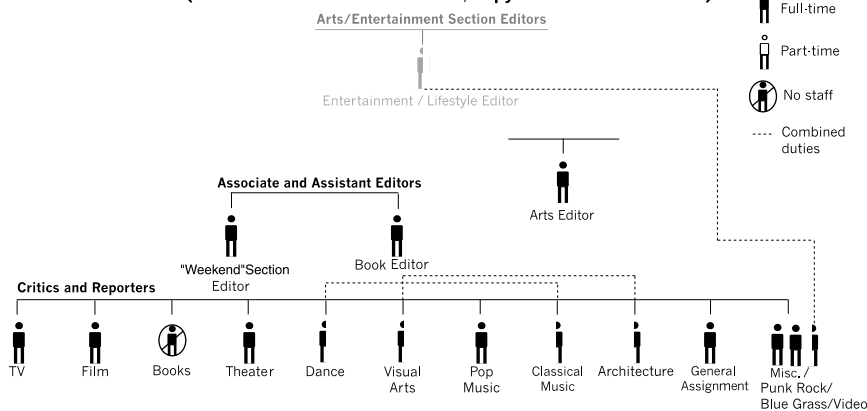 Arts/Entertainment Section Editors
Full-time
Part-time
No staff
Combined
duties
Entertainment / Lifestyle Editor
Arts Editor
Associate and Assistant Editors
"Weekend"Section
Editor
Book Editor
Critics and Reporters
TV
Film
Books
Theater
Dance
Visual
Arts
Pop
Music
Classical
Music
Architecture
General
Assignment
Misc. /
Punk Rock/
Blue Grass/Video